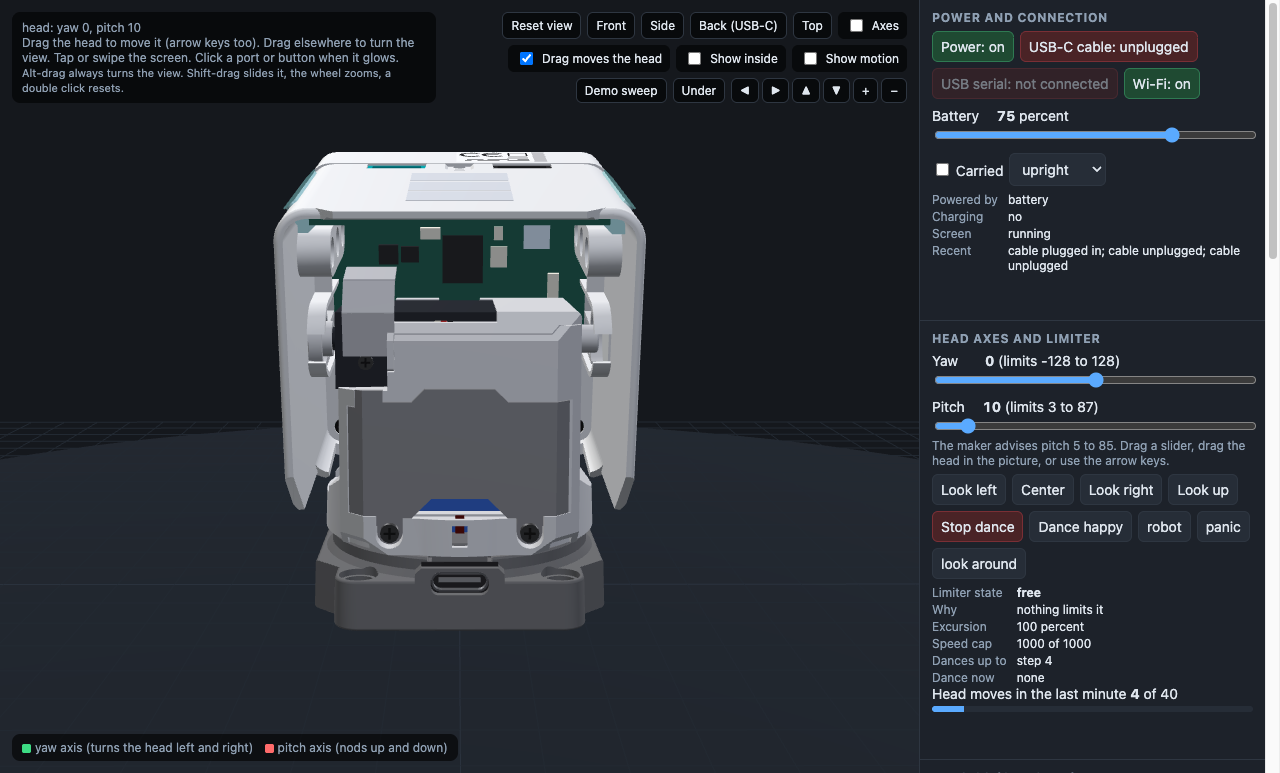 head: yaw 0, pitch 10
Drag the head to move it (arrow keys too). Drag elsewhere to turn the
view. Tap or swipe the screen. Click a port or button when it glows.
Alt-drag always turns the view. Shift-drag slides it, the wheel zooms, a
double click resets.
Reset view Front Side Back (USB-C) Top Axes
Drag moves the head Show inside Show motion
Demo sweep Under ◀ ▶ ▲ ▼ + −
yaw axis (turns the head left and right) pitch axis (nods up and down)
POWER AND CONNECTION
Power: on USB-C cable: unplugged
USB serial: not connected Wi-Fi: on
Battery 75 percent
Carried upright
Powered by battery
Charging no
Screen running
Recent cable plugged in; cable unplugged; cable
unplugged
HEAD AXES AND LIMITER
Yaw 0 (limits -128 to 128)
Pitch 10 (limits 3 to 87)
The maker advises pitch 5 to 85. Drag a slider, drag the
head in the picture, or use the arrow keys.
Look left Center Look right Look up
Stop dance Dance happy robot panic
look around
Limiter state free
Why nothing limits it
Excursion 100 percent
Speed cap 1000 of 1000
Dances up to step 4
Dance now none
Head moves in the last minute 4 of 40